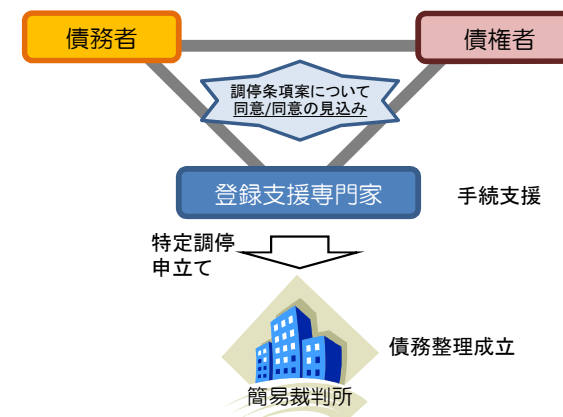 債務者
債権者
調停条項案について
同意/同意の見込み
登録支援専門家
手続支援
特定調停
申立て
債務整理成立
簡易裁判所